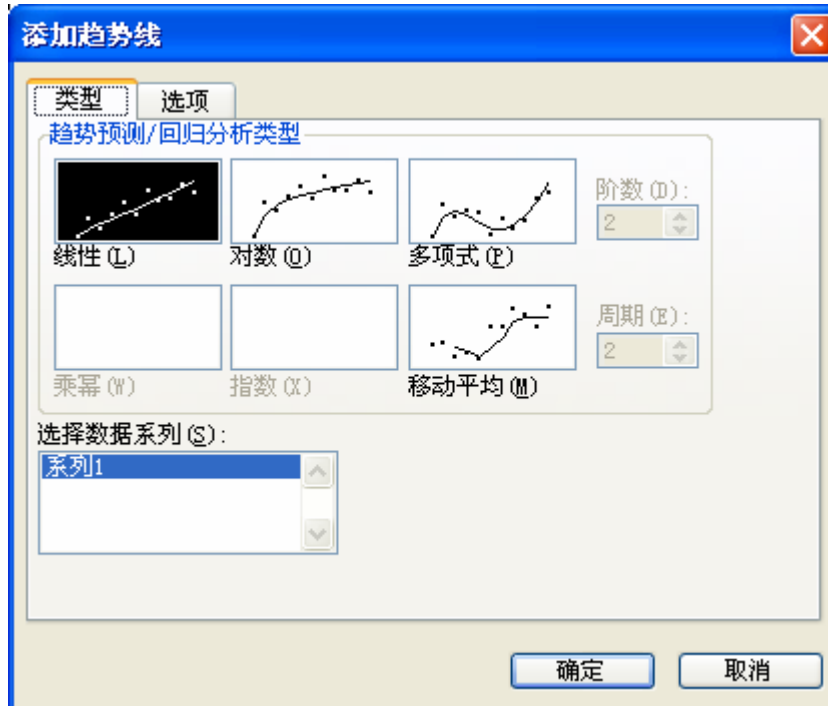 添加趋势线
类型 选项
趋势预测/回归分析类型
线性(L) 对数(O) 多项式(P) 阶数(D):
2
乘幂(W) 指数(X) 移动平均(M) 周期(E):
2
选择数据系列(S):
系列1
确定 取消